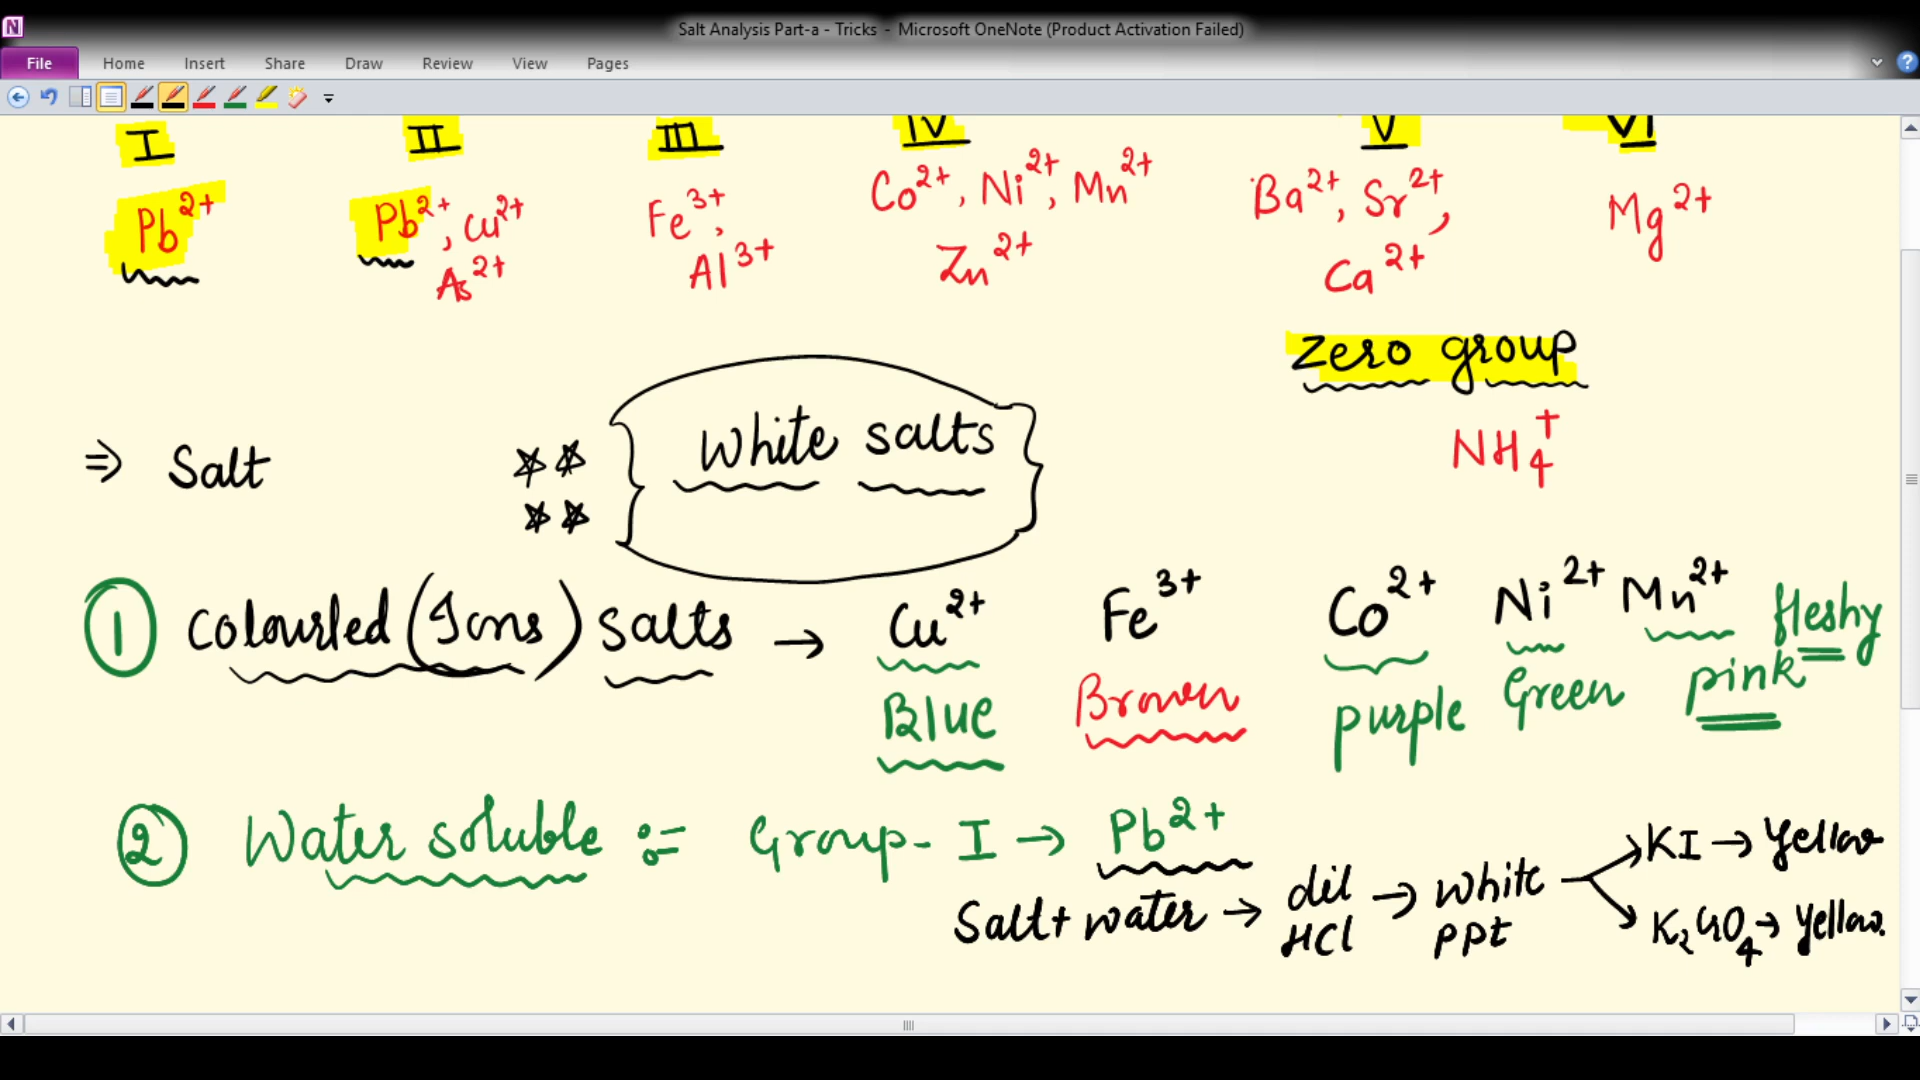 Salt Analysis Part-a - Tricks - Microsoft OneNote (Product Activation Failed)
File Home Insert Share Draw Review View Pages
I II III IV V VI
Pb²⁺
Pb²⁺, Cu²⁺
As²⁺
Fe³⁺,
Al³⁺
Co²⁺, Ni²⁺, Mn²⁺
Zn²⁺
Ba²⁺, Sr²⁺,
Ca²⁺
Mg²⁺
Zero group
NH₄⁺
⇒ Salt
White salts
① Coloured (Ions) salts → Cu²⁺ Fe³⁺ Co²⁺ Ni²⁺ Mn²⁺ fleshy
Blue Brown purple Green pink
② Water soluble :- Group-I → Pb²⁺
Salt + water → dil HCl → White ppt
KI → Yellow
K₂CrO₄ → Yellow.